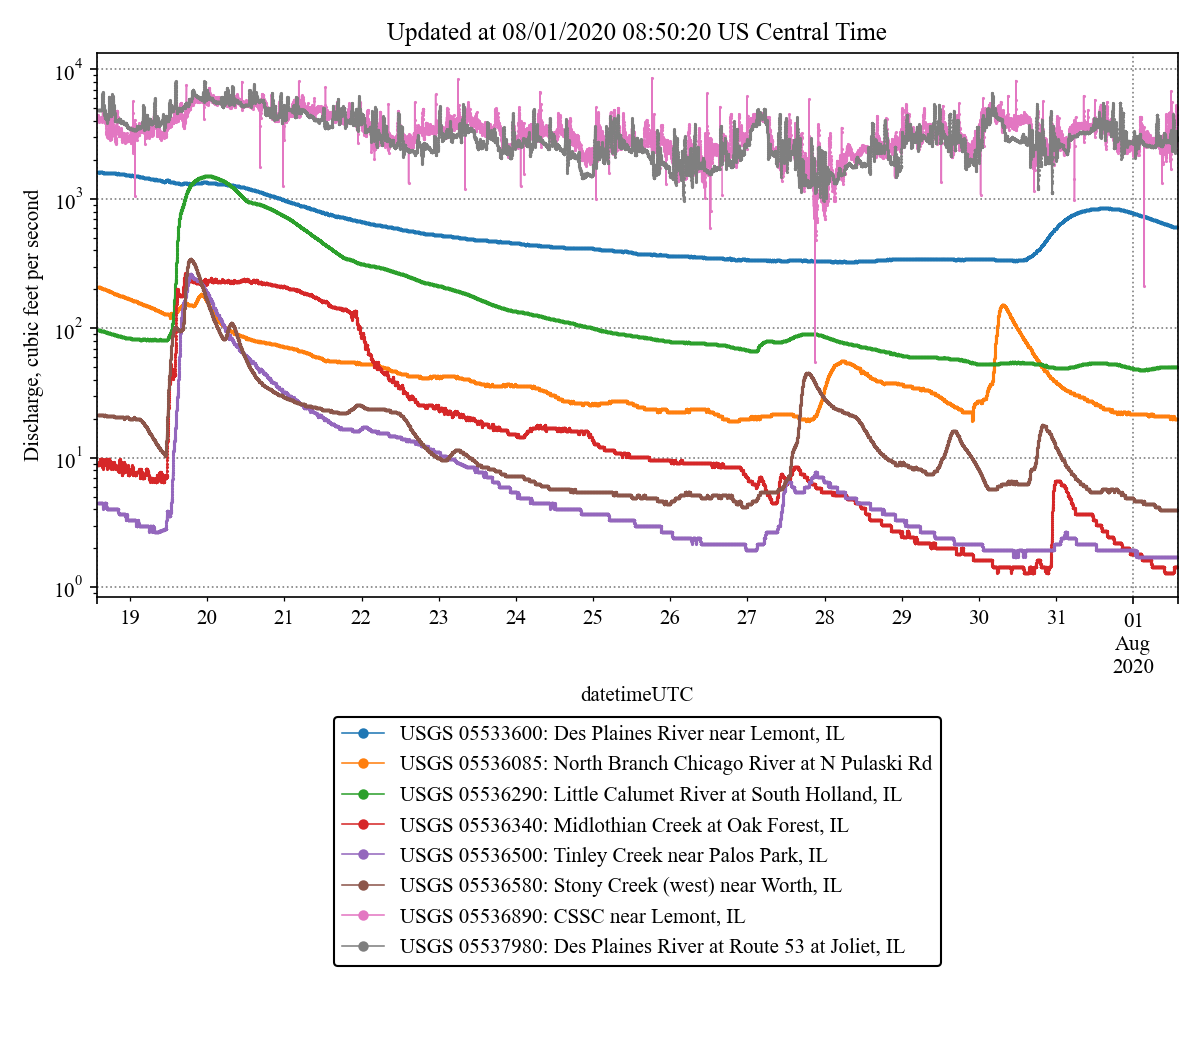 Updated at 08/01/2020 08:50:20 US Central Time
Discharge, cubic feet per second
10^4
10^3
10^2
10^1
10^0
19 20 21 22 23 24 25 26 27 28 29 30 31 01
Aug
2020
datetimeUTC
USGS 05533600: Des Plaines River near Lemont, IL
USGS 05536085: North Branch Chicago River at N Pulaski Rd
USGS 05536290: Little Calumet River at South Holland, IL
USGS 05536340: Midlothian Creek at Oak Forest, IL
USGS 05536500: Tinley Creek near Palos Park, IL
USGS 05536580: Stony Creek (west) near Worth, IL
USGS 05536890: CSSC near Lemont, IL
USGS 05537980: Des Plaines River at Route 53 at Joliet, IL